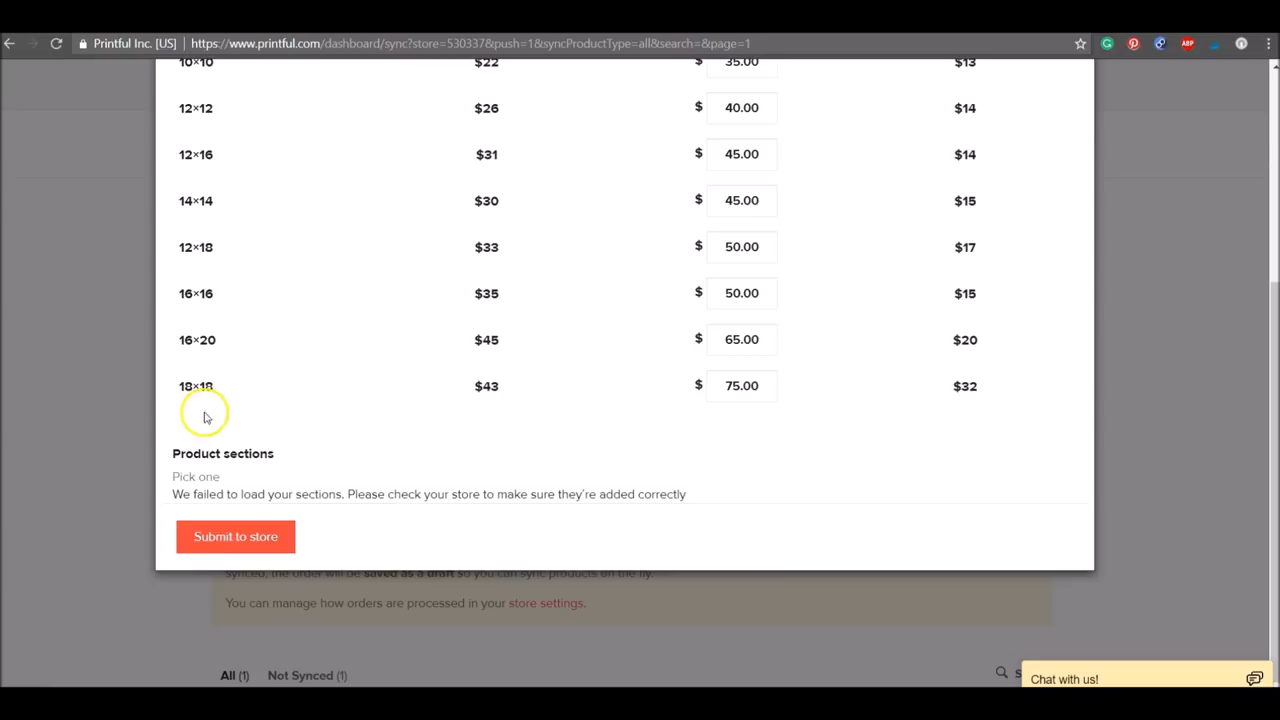 Printful Inc. [US] https://www.printful.com/dashboard/sync?store=530337&push=1&syncProductType=all&search=&page=1
10×10 $22 $ 35.00 $13
12×12 $26 $ 40.00 $14
12×16 $31 $ 45.00 $14
14×14 $30 $ 45.00 $15
12×18 $33 $ 50.00 $17
16×16 $35 $ 50.00 $15
16×20 $45 $ 65.00 $20
18×18 $43 $ 75.00 $32
Product sections
Pick one
We failed to load your sections. Please check your store to make sure they're added correctly
Submit to store
synced, the order will be saved as a draft so you can sync products on the fly.
You can manage how orders are processed in your store settings.
All (1) Not Synced (1) S
Chat with us!